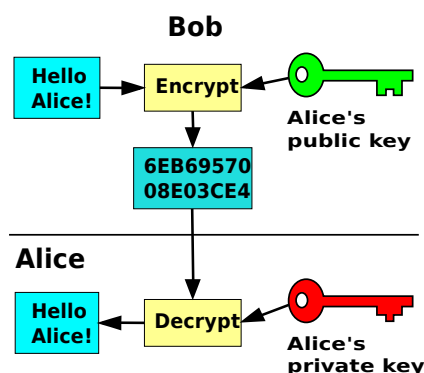 Bob
Hello
Alice!
Encrypt
Alice's
public key
6EB69570
08E03CE4
Alice
Hello
Alice!
Decrypt
Alice's
private key